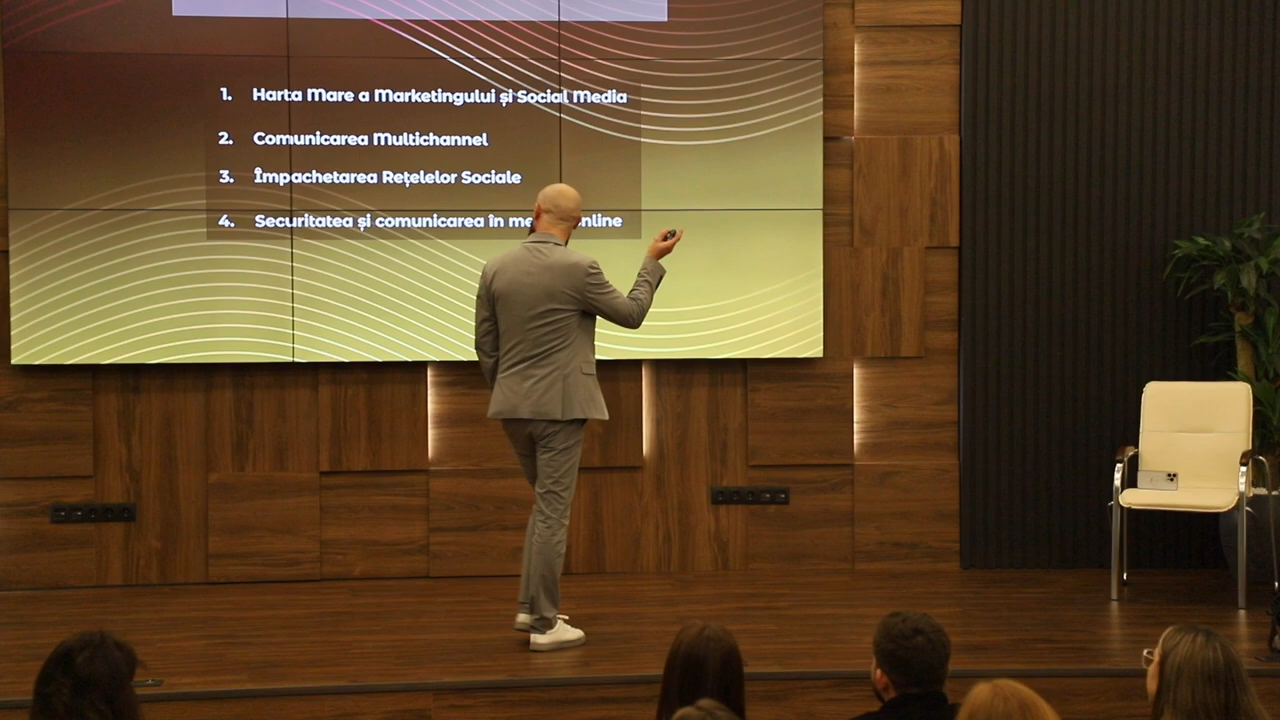 1. Harta Mare a Marketingului și Social Media
2. Comunicarea Multichannel
3. Împachetarea Rețelelor Sociale
4. Securitatea și comunicarea în